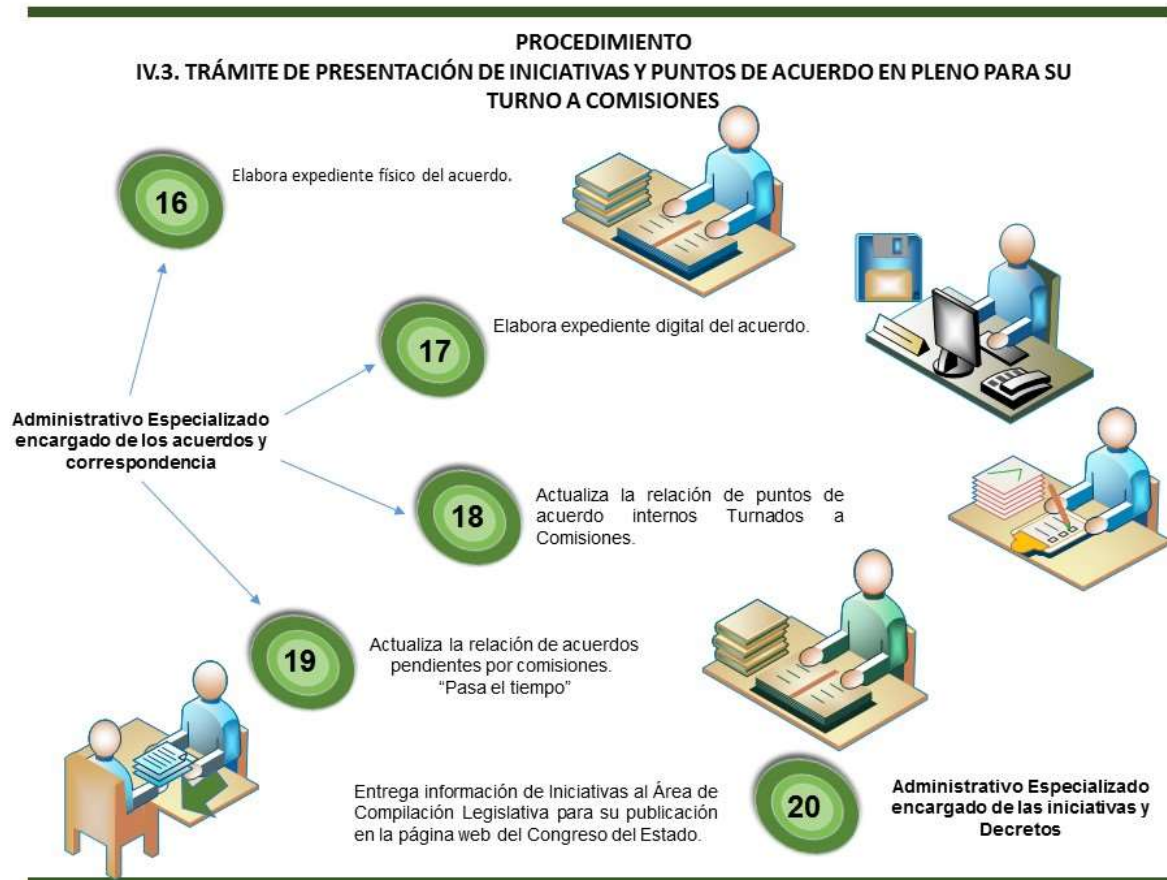 PROCEDIMIENTO
IV.3. TRÁMITE DE PRESENTACIÓN DE INICIATIVAS Y PUNTOS DE ACUERDO EN PLENO PARA SU
TURNO A COMISIONES
16
Elabora expediente físico del acuerdo.
17
Elabora expediente digital del acuerdo.
Administrativo Especializado
encargado de los acuerdos y
correspondencia
18
Actualiza la relación de puntos de
acuerdo internos Turnados a
Comisiones.
19
Actualiza la relación de acuerdos
pendientes por comisiones.
“Pasa el tiempo”
Entrega información de Iniciativas al Área de
Compilación Legislativa para su publicación
en la página web del Congreso del Estado.
20
Administrativo Especializado
encargado de las iniciativas y
Decretos